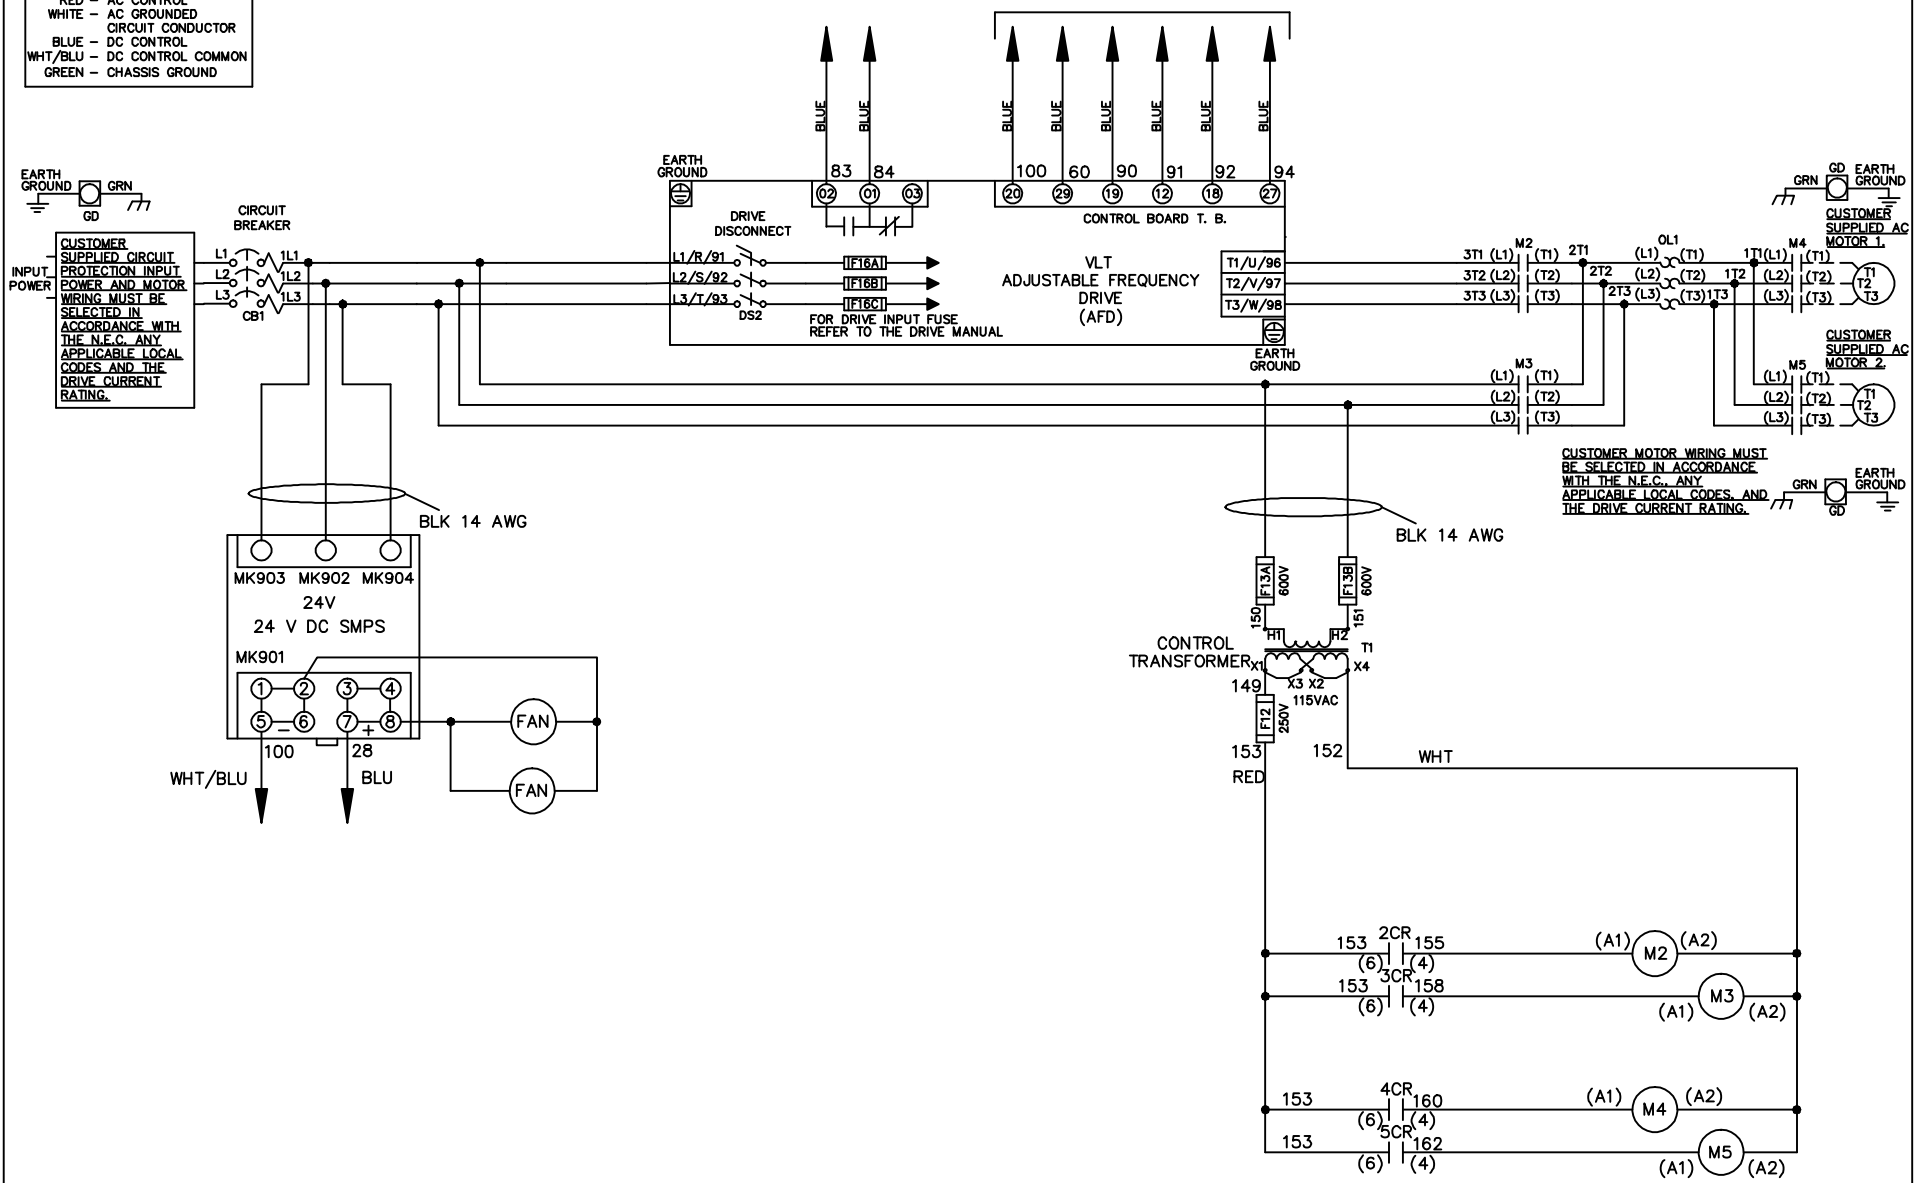 RED – AC CONTROL
WHITE – AC GROUNDED
CIRCUIT CONDUCTOR
BLUE – DC CONTROL
WHT/BLU – DC CONTROL COMMON
GREEN – CHASSIS GROUND
BLUE
BLUE
BLUE
BLUE
BLUE
BLUE
BLUE
BLUE
EARTH
GROUND
GRN
GD
CIRCUIT
BREAKER
EARTH
GROUND
83 84
02 01 03
100 60 90 91 92 94
20 29 19 12 18 27
CONTROL BOARD T. B.
GD EARTH
GRN GROUND
INPUT
POWER
CUSTOMER
SUPPLIED CIRCUIT
PROTECTION INPUT
POWER AND MOTOR
WIRING MUST BE
SELECTED IN
ACCORDANCE WITH
THE N.E.C. ANY
APPLICABLE LOCAL
CODES AND THE
DRIVE CURRENT
RATING.
L1 1L1
L2 1L2
L3 1L3
CB1
DRIVE
DISCONNECT
L1/R/91
L2/S/92
L3/T/93
DS2
F16A
F16B
F16C
FOR DRIVE INPUT FUSE
REFER TO THE DRIVE MANUAL
VLT
ADJUSTABLE FREQUENCY
DRIVE
(AFD)
T1/U/96
T2/V/97
T3/W/98
EARTH
GROUND
M2
3T1 (L1) (T1) 2T1
3T2 (L2) (T2) 2T2
3T3 (L3) (T3) 2T3
OL1
(L1) (T1) 1T1
(L2) (T2) 1T2
(L3) (T3) 1T3
M4
(L1) (T1)
(L2) (T2)
(L3) (T3)
CUSTOMER
SUPPLIED AC
MOTOR 1.
T1
T2
T3
M3
(L1) (T1)
(L2) (T2)
(L3) (T3)
M5
(L1) (T1)
(L2) (T2)
(L3) (T3)
CUSTOMER
SUPPLIED AC
MOTOR 2.
T1
T2
T3
CUSTOMER MOTOR WIRING MUST
BE SELECTED IN ACCORDANCE
WITH THE N.E.C., ANY
APPLICABLE LOCAL CODES, AND
THE DRIVE CURRENT RATING.
EARTH
GRN GROUND
GD
BLK 14 AWG
MK903 MK902 MK904
24V
24 V DC SMPS
MK901
1 2 3 4
5 6 7 8
– +
100 28
WHT/BLU BLU
FAN
FAN
BLK 14 AWG
F13A
600V
F13B
600V
150
151
H1 H2
T1
CONTROL
TRANSFORMER
X1 X4
X3 X2
115VAC
149
F12
250V
153
RED
152
WHT
2CR
153 155
(6) (4)
(A1) M2 (A2)
3CR
153 158
(6) (4)
(A1) M3 (A2)
4CR
153 160
(6) (4)
(A1) M4 (A2)
5CR
153 162
(6) (4)
(A1) M5 (A2)